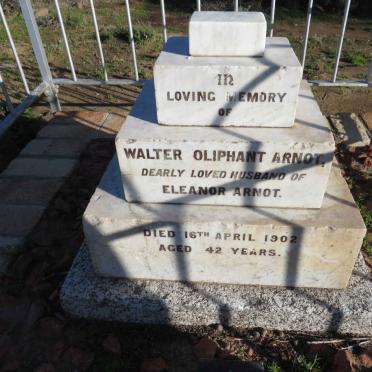 In
LOVING MEMORY
OF
WALTER OLIPHANT ARNOT,
DEARLY LOVED HUSBAND OF
ELEANOR ARNOT.
DIED 16TH APRIL 1902
AGED 42 YEARS.